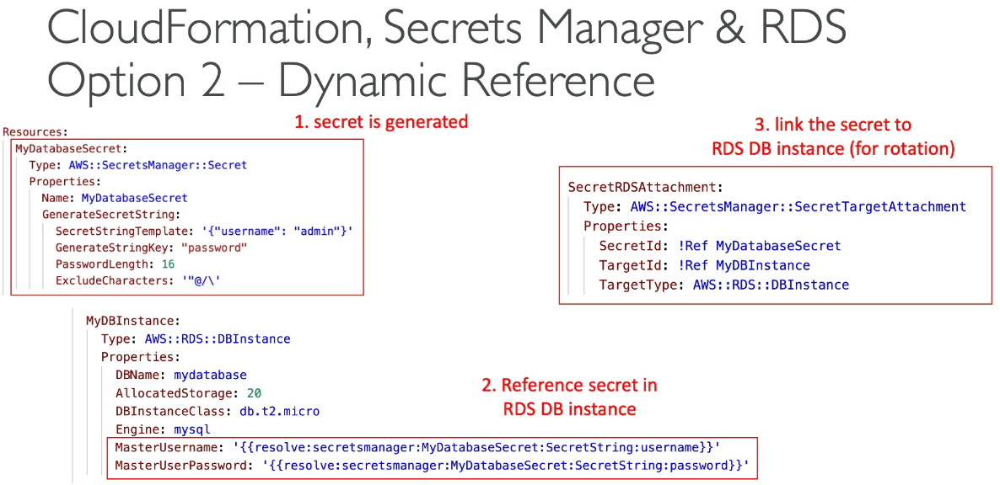 CloudFormation, Secrets Manager & RDS
Option 2 – Dynamic Reference
1. secret is generated
Resources:
MyDatabaseSecret:
Type: AWS::SecretsManager::Secret
Properties:
Name: MyDatabaseSecret
GenerateSecretString:
SecretStringTemplate: '{"username": "admin"}'
GenerateStringKey: "password"
PasswordLength: 16
ExcludeCharacters: '"@/\'
MyDBInstance:
Type: AWS::RDS::DBInstance
Properties:
DBName: mydatabase
AllocatedStorage: 20
DBInstanceClass: db.t2.micro
Engine: mysql
MasterUsername: '{{resolve:secretsmanager:MyDatabaseSecret:SecretString:username}}'
MasterUserPassword: '{{resolve:secretsmanager:MyDatabaseSecret:SecretString:password}}'
2. Reference secret in
RDS DB instance
3. link the secret to
RDS DB instance (for rotation)
SecretRDSAttachment:
Type: AWS::SecretsManager::SecretTargetAttachment
Properties:
SecretId: !Ref MyDatabaseSecret
TargetId: !Ref MyDBInstance
TargetType: AWS::RDS::DBInstance